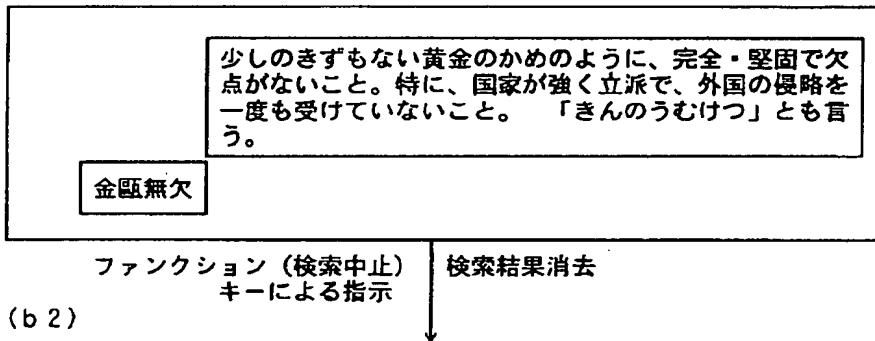 少しのきずもない黄金のかめのように、完全・堅固で欠
点がないこと。特に、国家が強く立派で、外国の侵略を
一度も受けていないこと。 「きんのうむけつ」とも言
う。
金甌無欠
ファンクション(検索中止)
キーによる指示
検索結果消去
(b2)